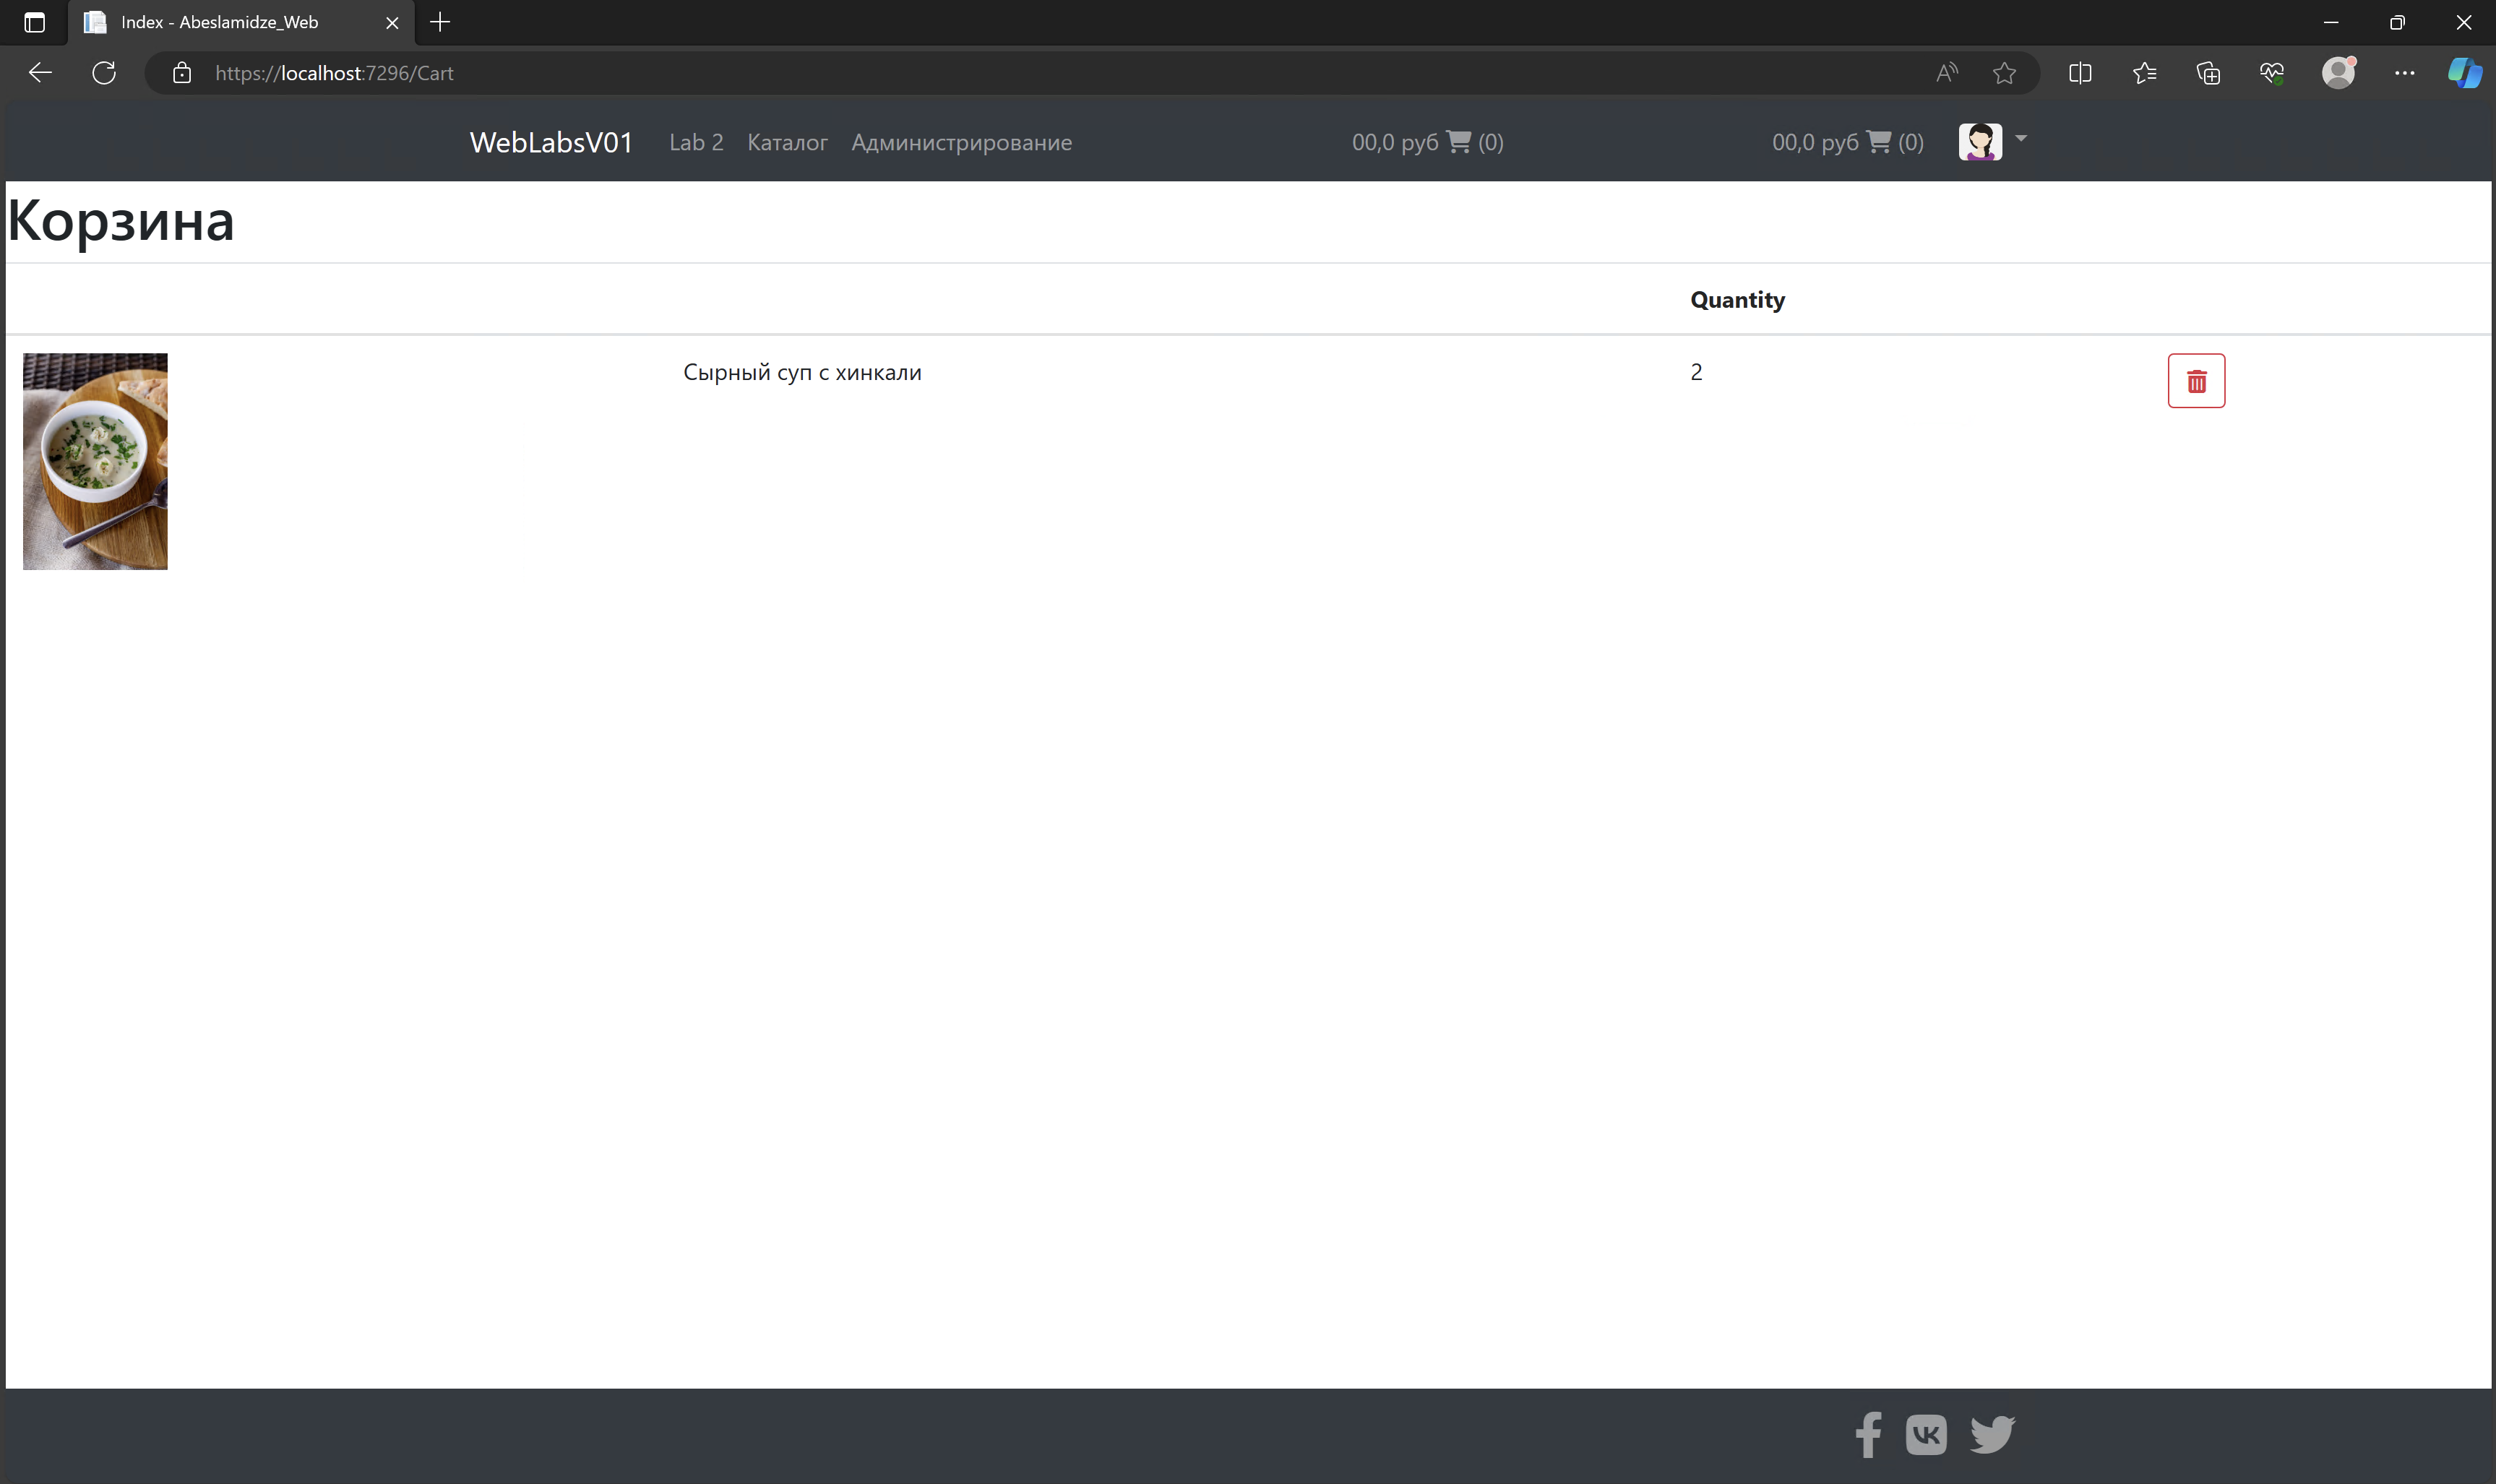 Index - Abeslamidze_Web
https://localhost:7296/Cart
WebLabsV01 Lab 2 Каталог Администрирование 00,0 руб (0) 00,0 руб (0)
Корзина
Quantity
Сырный суп с хинкали 2